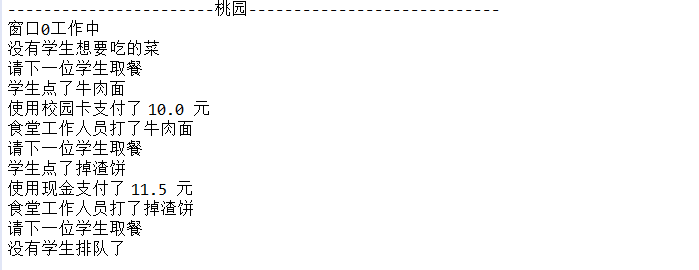 -----------------------桃园----------------------------
窗口0工作中
没有学生想要吃的菜
请下一位学生取餐
学生点了牛肉面
使用校园卡支付了 10.0 元
食堂工作人员打了牛肉面
请下一位学生取餐
学生点了掉渣饼
使用现金支付了 11.5 元
食堂工作人员打了掉渣饼
请下一位学生取餐
没有学生排队了